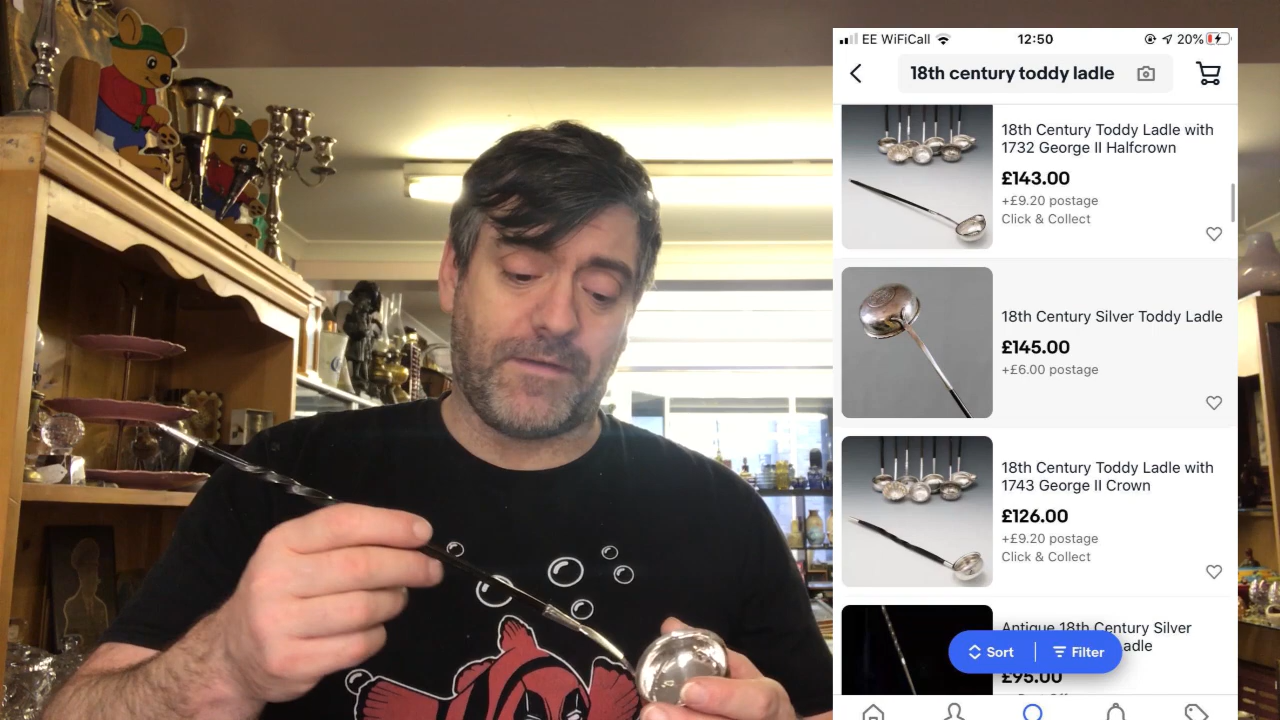 EE WiFiCall
12:50
20%
18th century toddy ladle
18th Century Toddy Ladle with
1732 George II Halfcrown
£143.00
+£9.20 postage
Click & Collect
18th Century Silver Toddy Ladle
£145.00
+£6.00 postage
18th Century Toddy Ladle with
1743 George II Crown
£126.00
+£9.20 postage
Click & Collect
Antique 18th Century Silver
Sort
Filter
£95.00